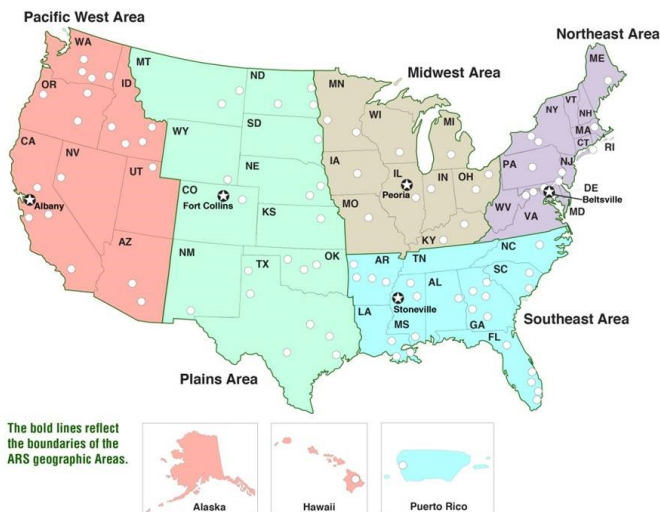 Pacific West Area
Northeast Area
Midwest Area
WA
MT
ND
MN
ME
OR
ID
WI
MI
NY
VT
NH
WY
SD
MA
CT
RI
CA
NV
UT
NE
IA
IL
IN
OH
PA
NJ
CO
Fort Collins
Peoria
DE
Beltsville
Albany
KS
MO
WV
VA
MD
KY
AZ
NM
TX
OK
AR
TN
NC
SC
AL
LA
Stoneville
MS
GA
FL
Southeast Area
Plains Area
The bold lines reflect
the boundaries of the
ARS geographic Areas.
Alaska
Hawaii
Puerto Rico